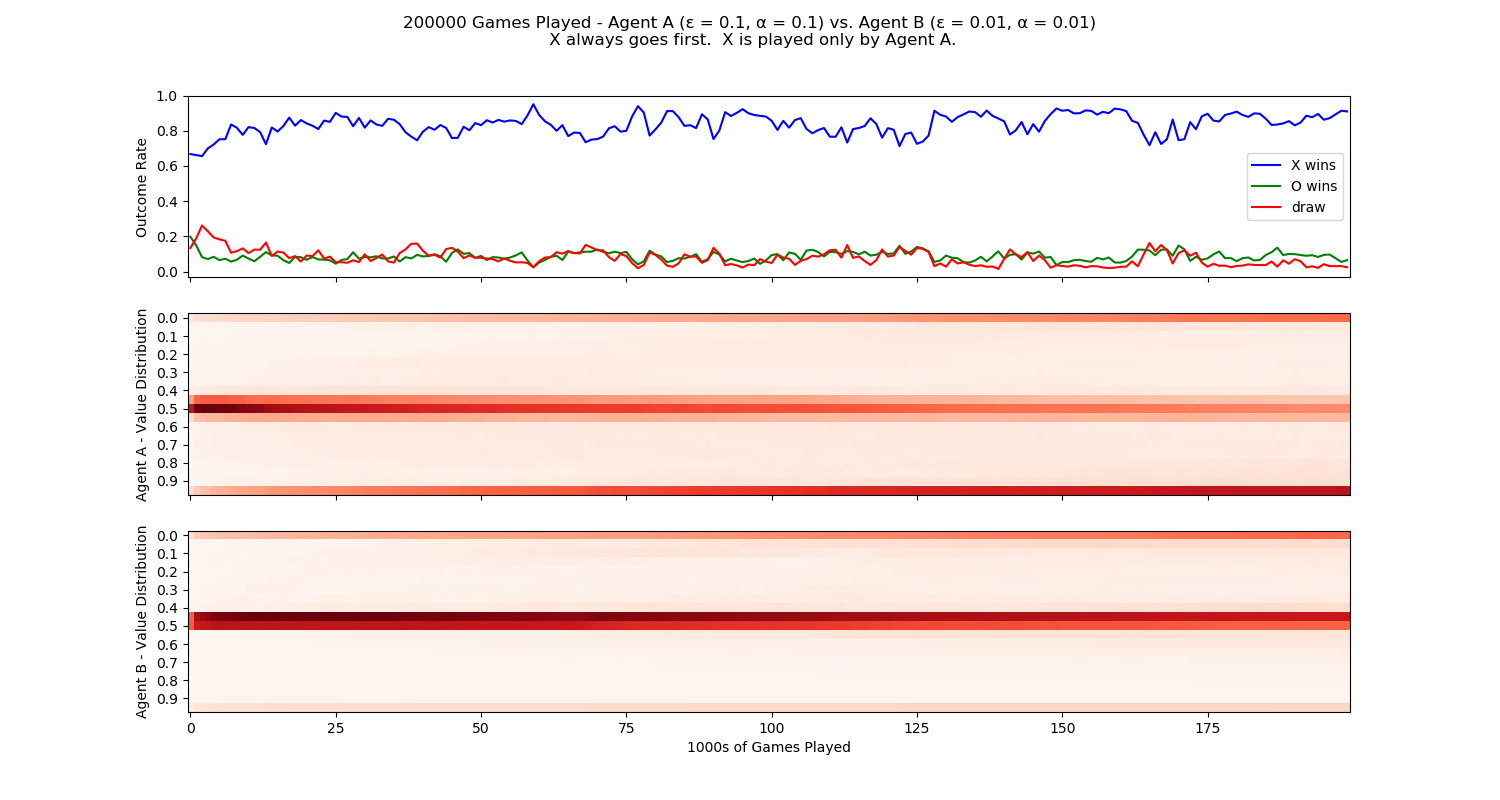 200000 Games Played - Agent A (ε = 0.1, α = 0.1) vs. Agent B (ε = 0.01, α = 0.01)
X always goes first.  X is played only by Agent A.
Outcome Rate
1.0
0.8
0.6
0.4
0.2
0.0
X wins
O wins
draw
Agent A - Value Distribution
0.0
0.1
0.2
0.3
0.4
0.5
0.6
0.7
0.8
0.9
Agent B - Value Distribution
0.0
0.1
0.2
0.3
0.4
0.5
0.6
0.7
0.8
0.9
0 25 50 75 100 125 150 175
1000s of Games Played